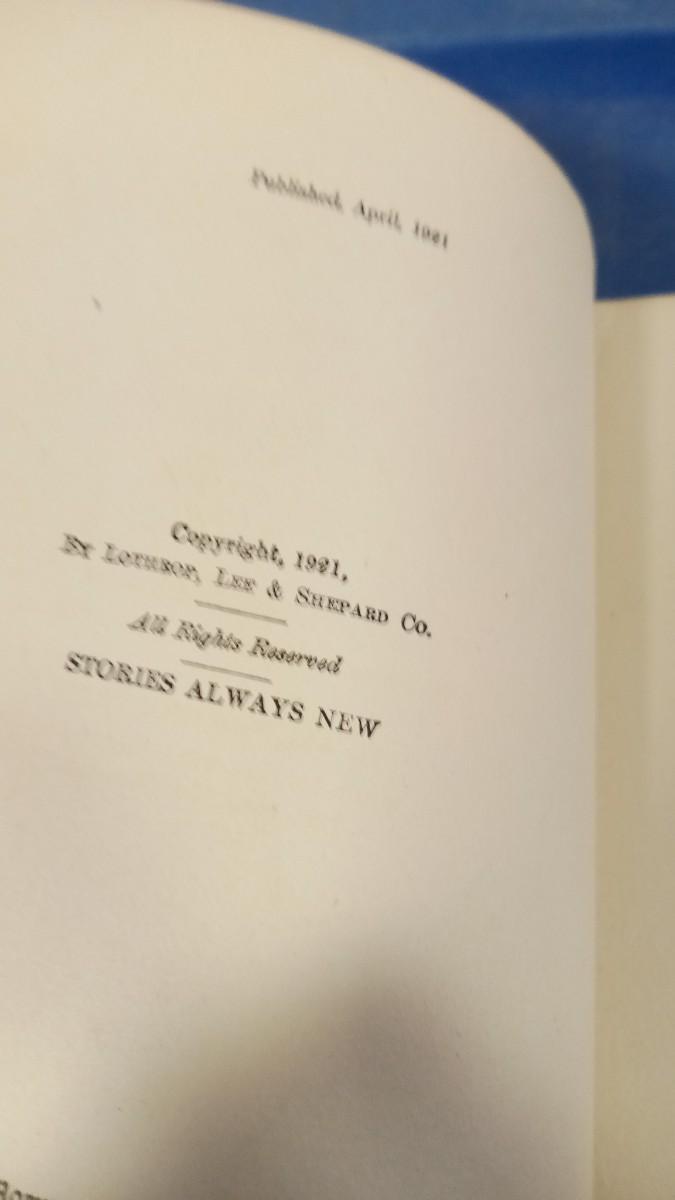 Published, April, 1921
Copyright, 1921,
By Lothrop, Lee & Shepard Co.
All Rights Reserved
STORIES ALWAYS NEW